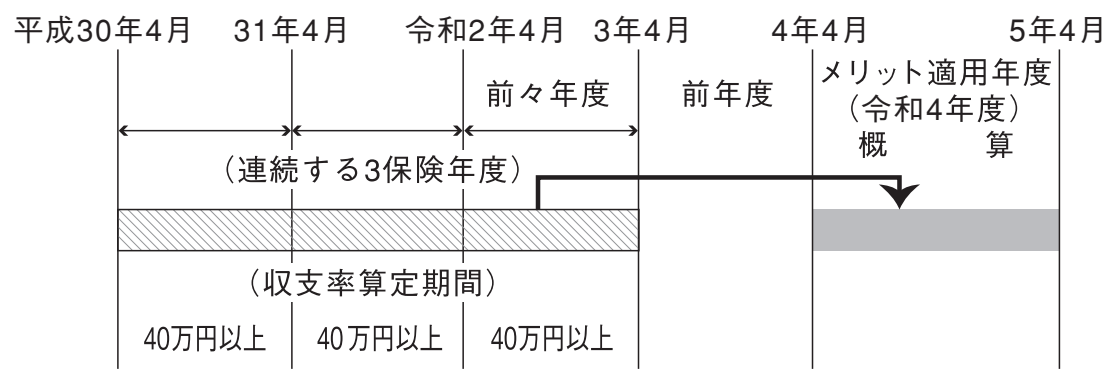 平成30年4月 31年4月 令和2年4月 3年4月 4年4月 5年4月
前々年度 前年度 メリット適用年度
(令和4年度)
概 算
(連続する3保険年度)
(収支率算定期間)
40万円以上 40万円以上 40万円以上